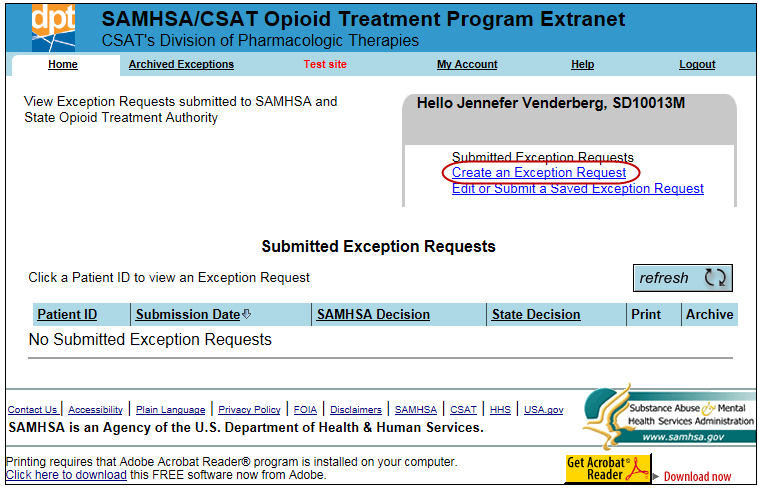 dpt
SAMHSA/CSAT Opioid Treatment Program Extranet
CSAT's Division of Pharmacologic Therapies
Home Archived Exceptions Test site My Account Help Logout
View Exception Requests submitted to SAMHSA and
State Opioid Treatment Authority
Hello Jennefer Venderberg, SD10013M
Submitted Exception Requests
Create an Exception Request
Edit or Submit a Saved Exception Request
Submitted Exception Requests
Click a Patient ID to view an Exception Request
refresh
Patient ID Submission Date SAMHSA Decision State Decision Print Archive
No Submitted Exception Requests
Contact Us | Accessibility | Plain Language | Privacy Policy | FOIA | Disclaimers | SAMHSA | CSAT | HHS | USA.gov
SAMHSA is an Agency of the U.S. Department of Health & Human Services.
Substance Abuse & Mental
Health Services Administration
www.samhsa.gov
Printing requires that Adobe Acrobat Reader® program is installed on your computer.
Click here to download this FREE software now from Adobe.
Get Acrobat®
Reader
Download now